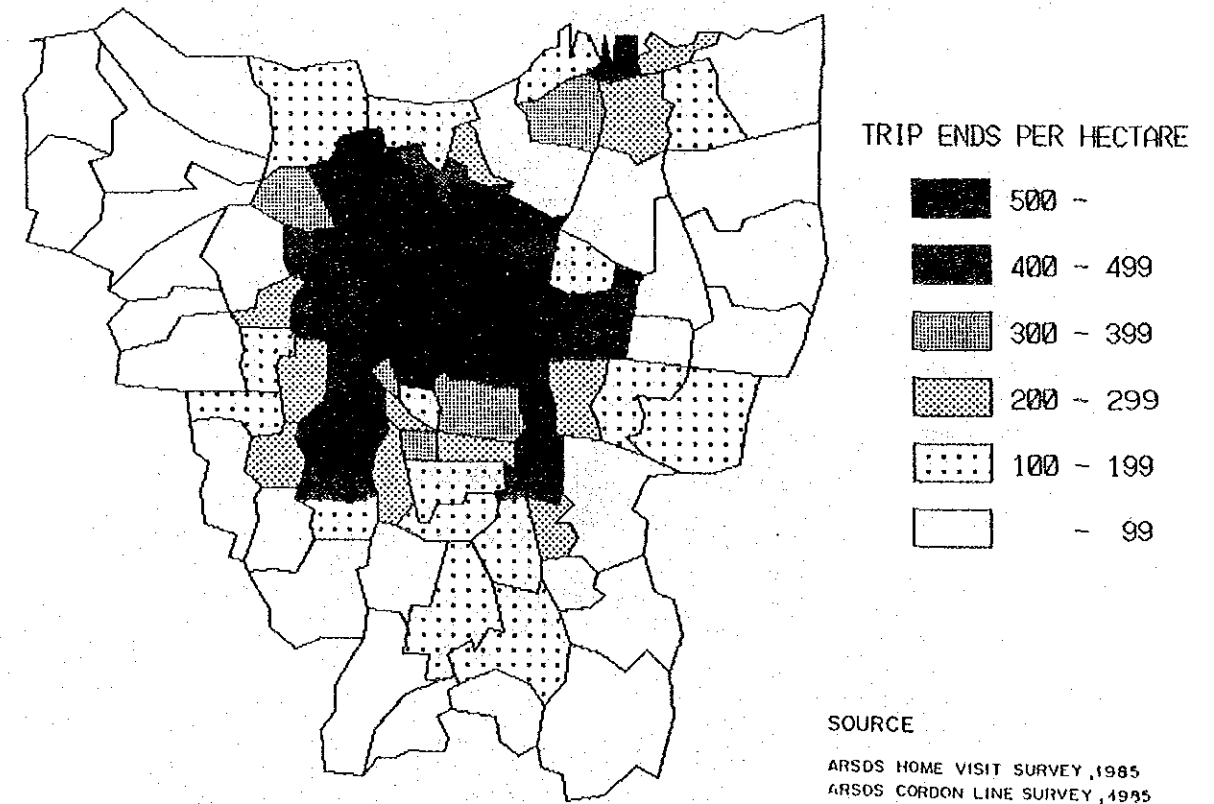 TRIP ENDS PER HECTARE
500 -
400 - 499
300 - 399
200 - 299
100 - 199
- 99
SOURCE
ARSDS HOME VISIT SURVEY ,1985
ARSDS CORDON LINE SURVEY ,1985